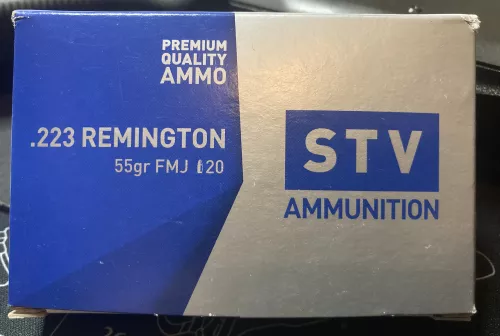 PREMIUM
QUALITY
AMMO
.223 REMINGTON
55gr FMJ 20
STV
AMMUNITION